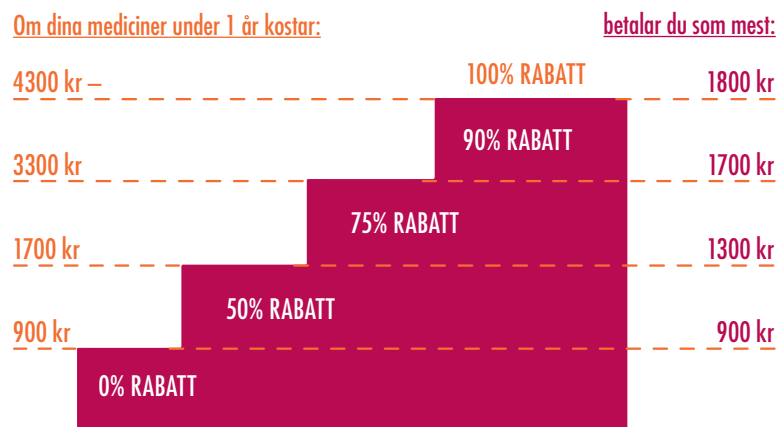 Om dina mediciner under 1 år kostar:
betalar du som mest:
4300 kr –
100% RABATT
1800 kr
90% RABATT
3300 kr
1700 kr
75% RABATT
1700 kr
1300 kr
50% RABATT
900 kr
900 kr
0% RABATT